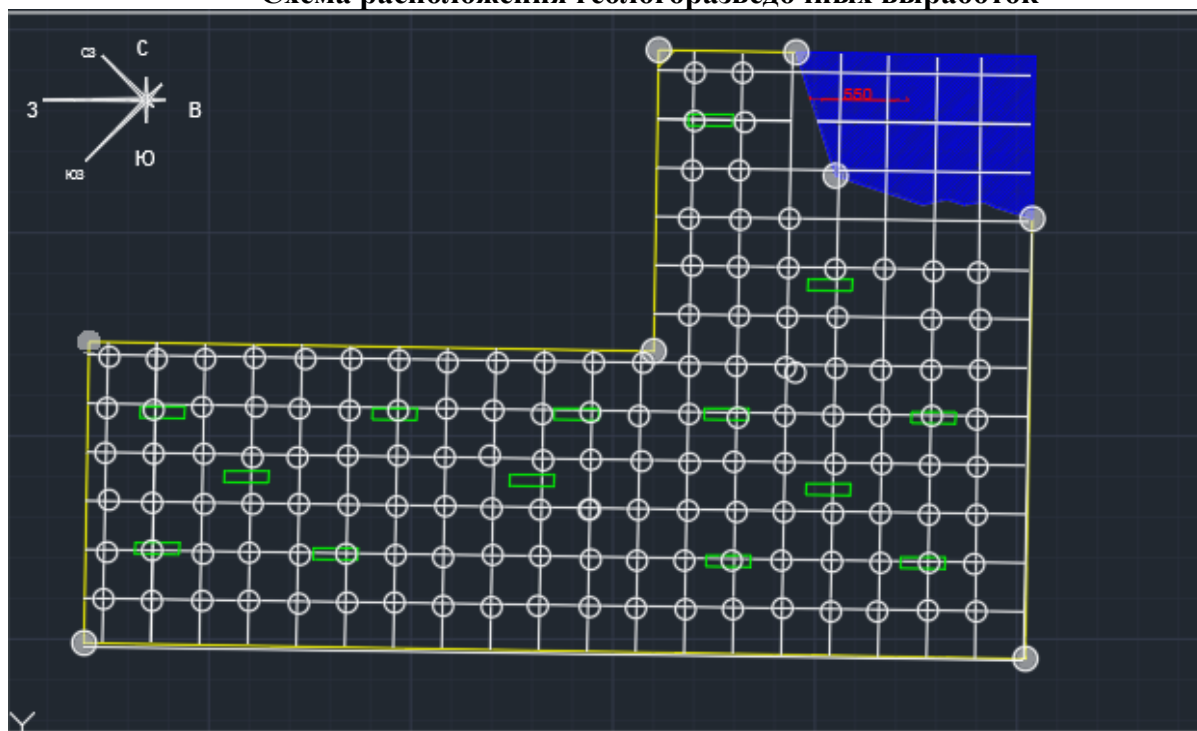 Схема расположения геологоразведочных выработок
СЗ
С
З
В
Ю
ЮЗ
550
Y